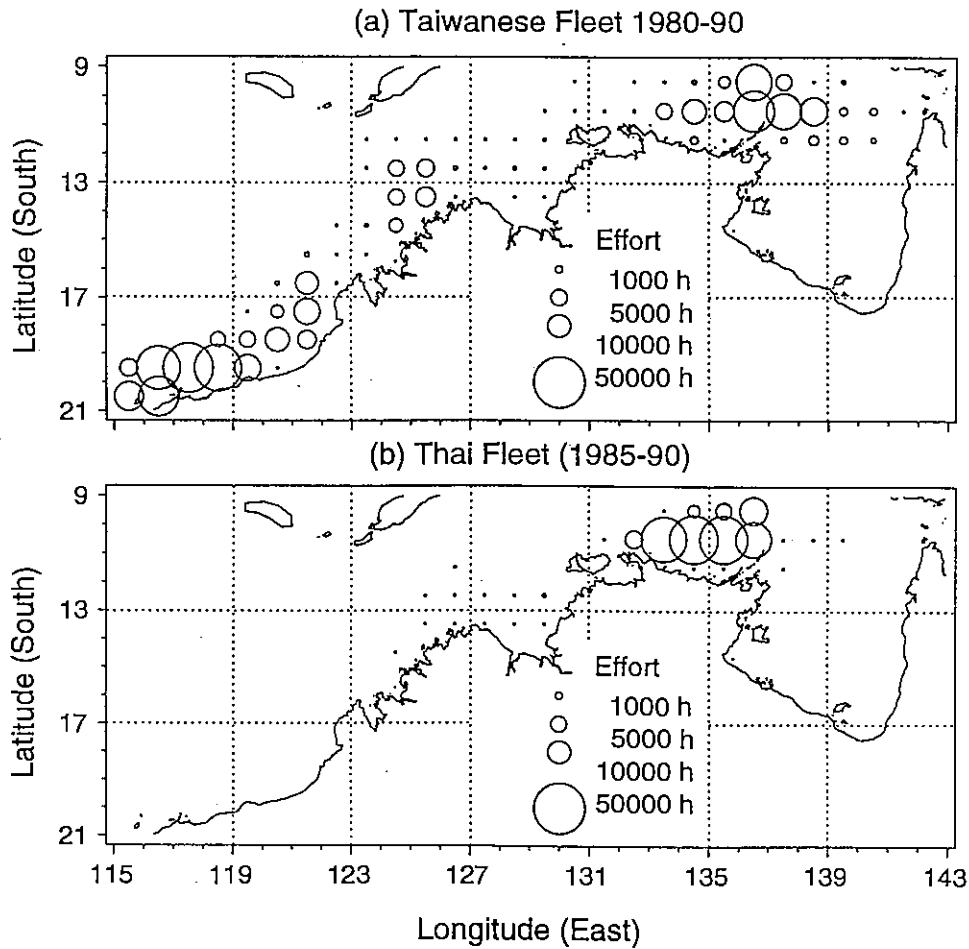 (a) Taiwanese Fleet 1980-90
9
13
17
21
Latitude (South)
Effort
1000 h
5000 h
10000 h
50000 h
(b) Thai Fleet (1985-90)
9
13
17
21
Latitude (South)
Effort
1000 h
5000 h
10000 h
50000 h
115 119 123 127 131 135 139 143
Longitude (East)